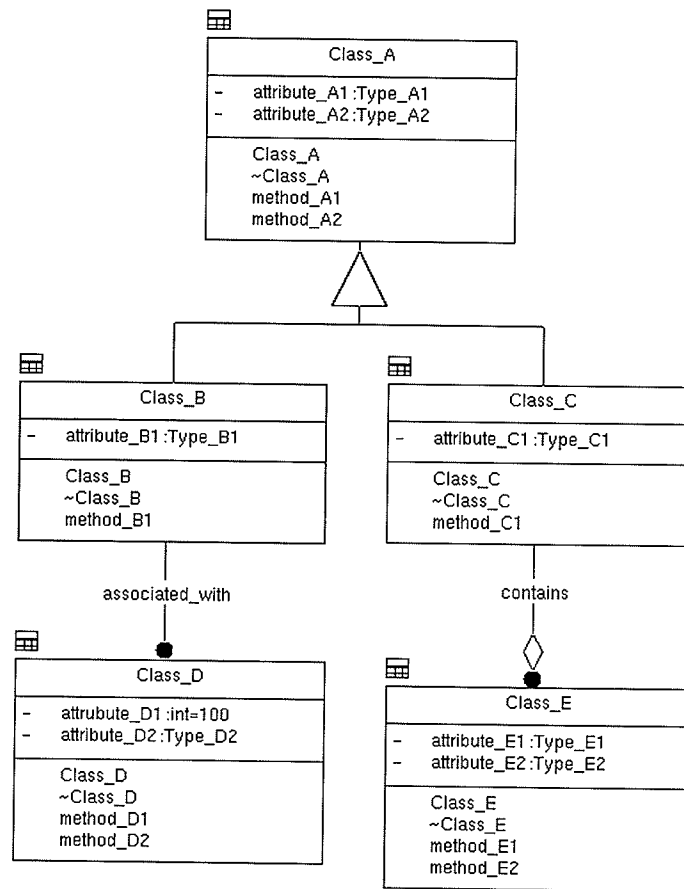 Class_A
- attribute_A1 :Type_A1
- attribute_A2 :Type_A2
Class_A
~Class_A
method_A1
method_A2
Class_B
- attribute_B1 :Type_B1
Class_B
~Class_B
method_B1
Class_C
- attribute_C1 :Type_C1
Class_C
~Class_C
method_C1
associated_with
contains
Class_D
- attrubute_D1 :int=100
- attribute_D2 :Type_D2
Class_D
~Class_D
method_D1
method_D2
Class_E
- attribute_E1 :Type_E1
- attribute_E2 :Type_E2
Class_E
~Class_E
method_E1
method_E2